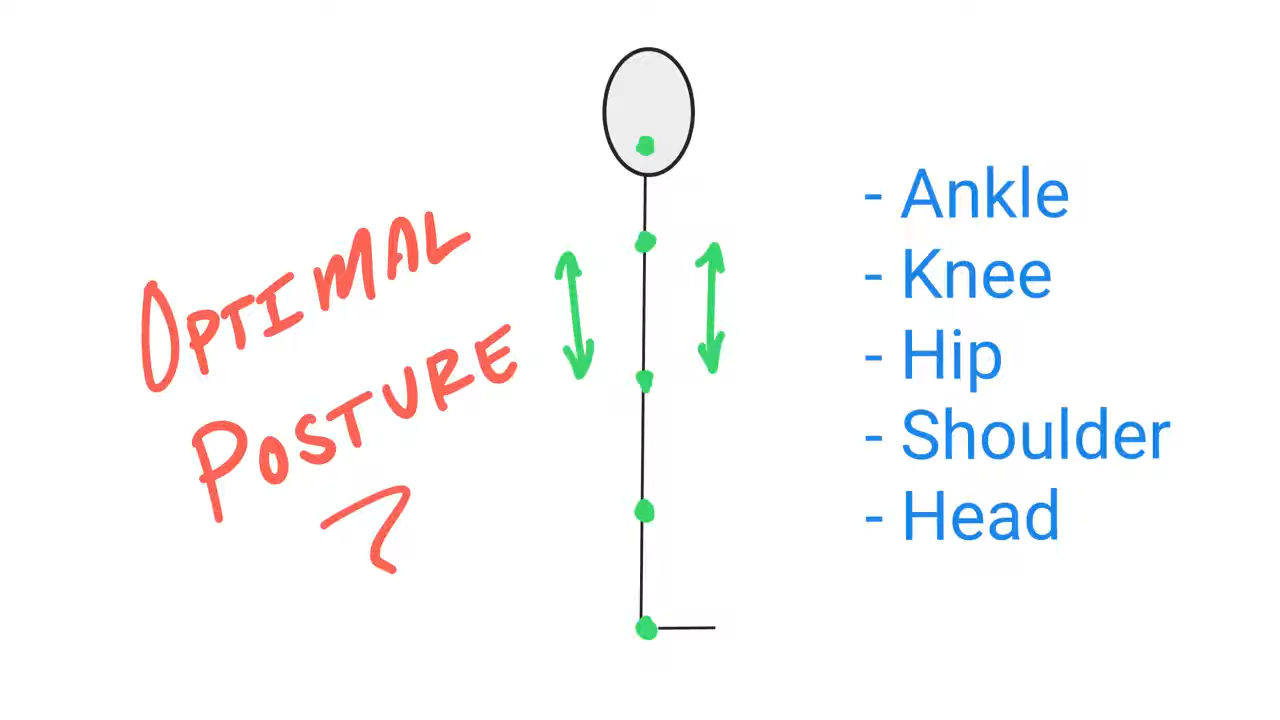 OPTIMAL
POSTURE
?
- Ankle
- Knee
- Hip
- Shoulder
- Head